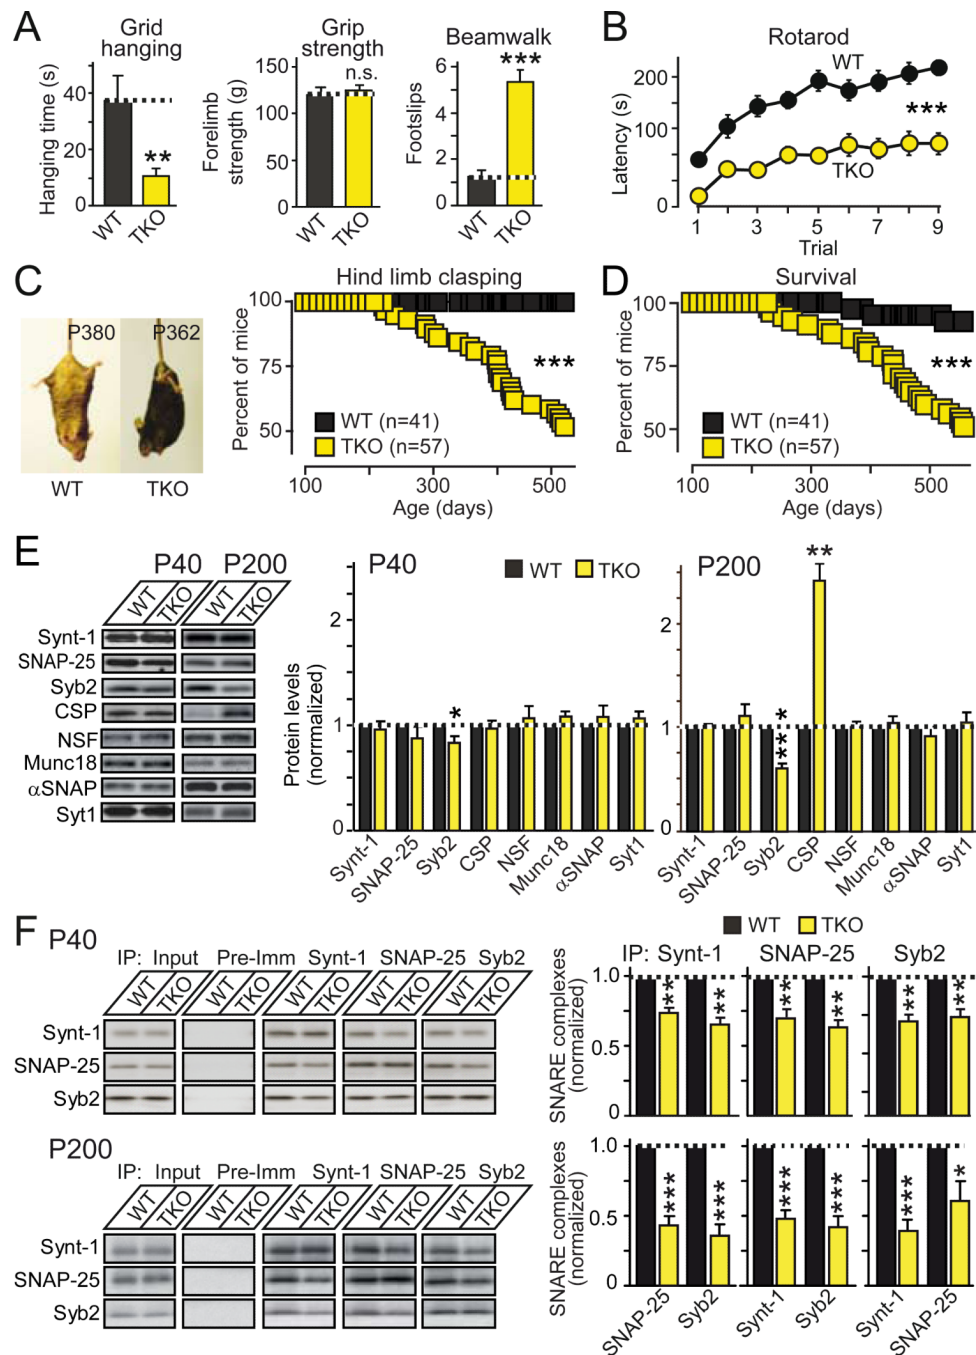 A
Grid
hanging
Hanging time (s)
40
20
0
**
WT
TKO
Grip
strength
n.s.
Forelimb
strength (g)
150
100
50
0
WT
TKO
Beamwalk
***
Footslips
6
4
2
0
WT
TKO
B
Rotarod
WT
***
TKO
Latency (s)
200
100
0
1
3
5
7
9
Trial
C
P380
P362
WT
TKO
Hind limb clasping
Percent of mice
100
75
50
***
WT (n=41)
TKO (n=57)
100
300
500
Age (days)
D
Survival
Percent of mice
100
75
50
***
WT (n=41)
TKO (n=57)
100
300
500
Age (days)
E
P40 P200
WT TKO WT TKO
Synt-1
SNAP-25
Syb2
CSP
NSF
Munc18
αSNAP
Syt1
P40
WT TKO
Protein levels
(norrmalized)
2
1
0
*
Synt-1
SNAP-25
Syb2
CSP
NSF
Munc18
αSNAP
Syt1
P200
2
1
0
***
**
Synt-1
SNAP-25
Syb2
CSP
NSF
Munc18
αSNAP
Syt1
F
P40
IP: Input Pre-Imm Synt-1 SNAP-25 Syb2
WT TKO WT TKO WT TKO WT TKO WT TKO
Synt-1
SNAP-25
Syb2
P200
IP: Input Pre-Imm Synt-1 SNAP-25 Syb2
WT TKO WT TKO WT TKO WT TKO WT TKO
Synt-1
SNAP-25
Syb2
WT TKO
IP: Synt-1 SNAP-25 Syb2
SNARE complexes
(normalized)
1.0
0.5
0
** ** ** ** ** **
SNARE complexes
(normalized)
1.0
0.5
0
*** *** *** *** *** *
SNAP-25
Syb2
Synt-1
Syb2
Synt-1
SNAP-25